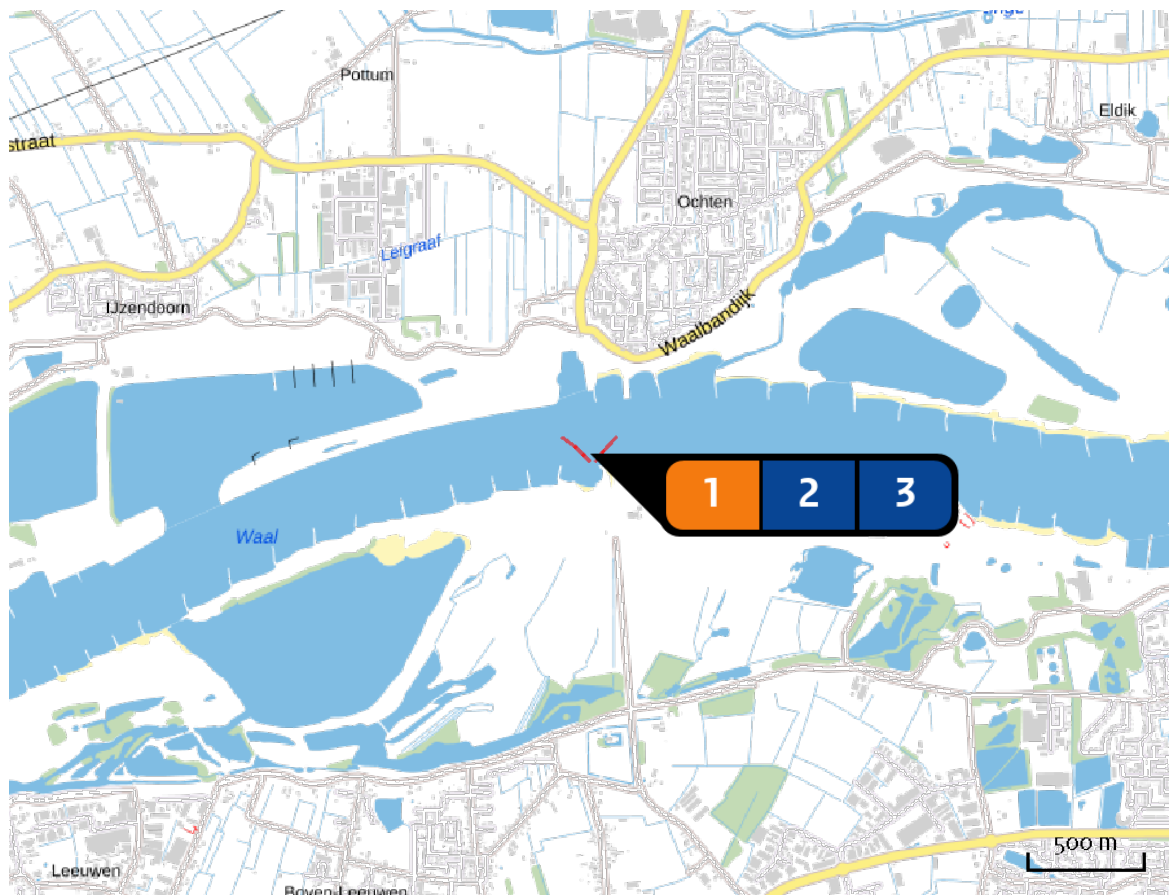 Pottum
Eldik
straat
Ochten
Leigraaf
IJzendoorn
Waalbandijk
1 2 3
Waal
500 m
Leeuwen
Boven-Leeuwen